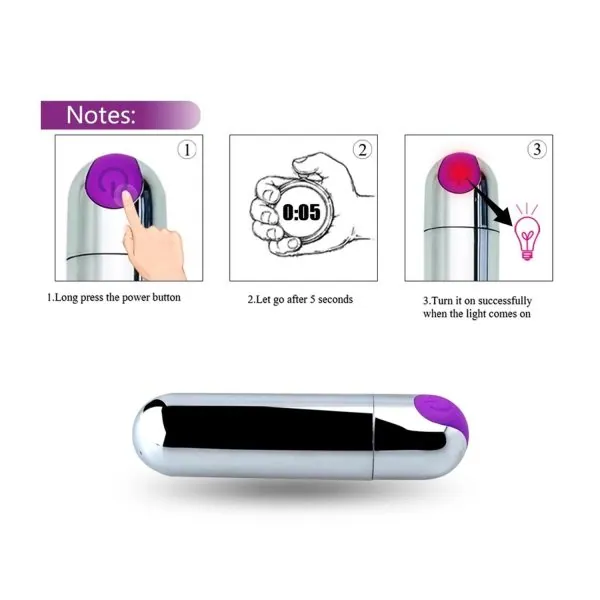 Notes:
1
2
3
0:05
1.Long press the power button
2.Let go after 5 seconds
3.Turn it on successfully
when the light comes on